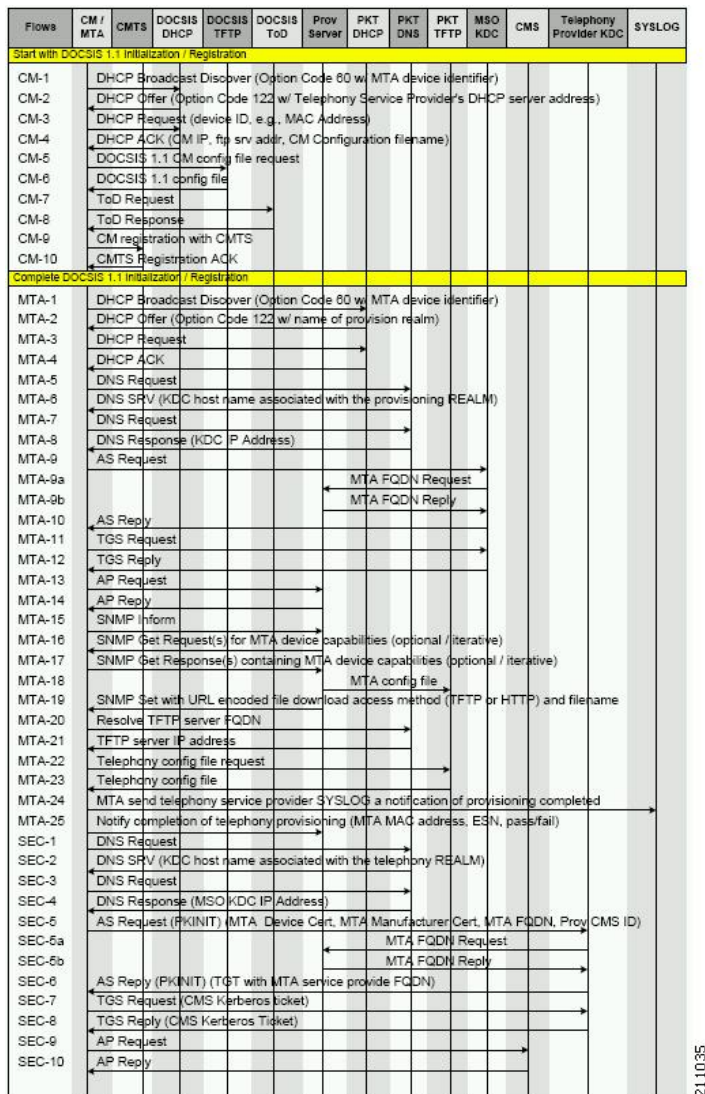 Flows CM / MTA CMTS DOCSIS DHCP DOCSIS TFTP DOCSIS ToD Prov Server PKT DHCP PKT DNS PKT TFTP MSO KDC CMS Telephony Provider KDC SYSLOG
Start with DOCSIS 1.1 Initialization / Registration
CM-1 DHCP Broadcast Discover (Option Code 60 w/ MTA device identifier)
CM-2 DHCP Offer (Option Code 122 w/ Telephony Service Provider's DHCP server address)
CM-3 DHCP Request (device ID, e.g., MAC Address)
CM-4 DHCP ACK (CM IP, ftp srv addr, CM Configuration filename)
CM-5 DOCSIS 1.1 CM config file request
CM-6 DOCSIS 1.1 config file
CM-7 ToD Request
CM-8 ToD Response
CM-9 CM registration with CMTS
CM-10 CMTS Registration ACK
Complete DOCSIS 1.1 Initialization / Registration
MTA-1 DHCP Broadcast Discover (Option Code 60 w/ MTA device identifier)
MTA-2 DHCP Offer (Option Code 122 w/ name of provision realm)
MTA-3 DHCP Request
MTA-4 DHCP ACK
MTA-5 DNS Request
MTA-6 DNS SRV (KDC host name associated with the provisioning REALM)
MTA-7 DNS Request
MTA-8 DNS Response (KDC IP Address)
MTA-9 AS Request
MTA-9a MTA FQDN Request
MTA-9b MTA FQDN Reply
MTA-10 AS Reply
MTA-11 TGS Request
MTA-12 TGS Reply
MTA-13 AP Request
MTA-14 AP Reply
MTA-15 SNMP Inform
MTA-16 SNMP Get Request(s) for MTA device capabilities (optional / iterative)
MTA-17 SNMP Get Response(s) containing MTA device capabilities (optional / iterative)
MTA-18 MTA config file
MTA-19 SNMP Set with URL encoded file download access method (TFTP or HTTP) and filename
MTA-20 Resolve TFTP server FQDN
MTA-21 TFTP server IP address
MTA-22 Telephony config file request
MTA-23 Telephony config file
MTA-24 MTA send telephony service provider SYSLOG a notification of provisioning completed
MTA-25 Notify completion of telephony provisioning (MTA MAC address, ESN, pass/fail)
SEC-1 DNS Request
SEC-2 DNS SRV (KDC host name associated with the telephony REALM)
SEC-3 DNS Request
SEC-4 DNS Response (MSO KDC IP Address)
SEC-5 AS Request (PKINIT) (MTA Device Cert, MTA Manufacturer Cert, MTA FQDN, Prov CMS ID)
SEC-5a MTA FQDN Request
SEC-5b MTA FQDN Reply
SEC-6 AS Reply (PKINIT) (TGT with MTA service provide FQDN)
SEC-7 TGS Request (CMS Kerberos ticket)
SEC-8 TGS Reply (CMS Kerberos Ticket)
SEC-9 AP Request
SEC-10 AP Reply
211035